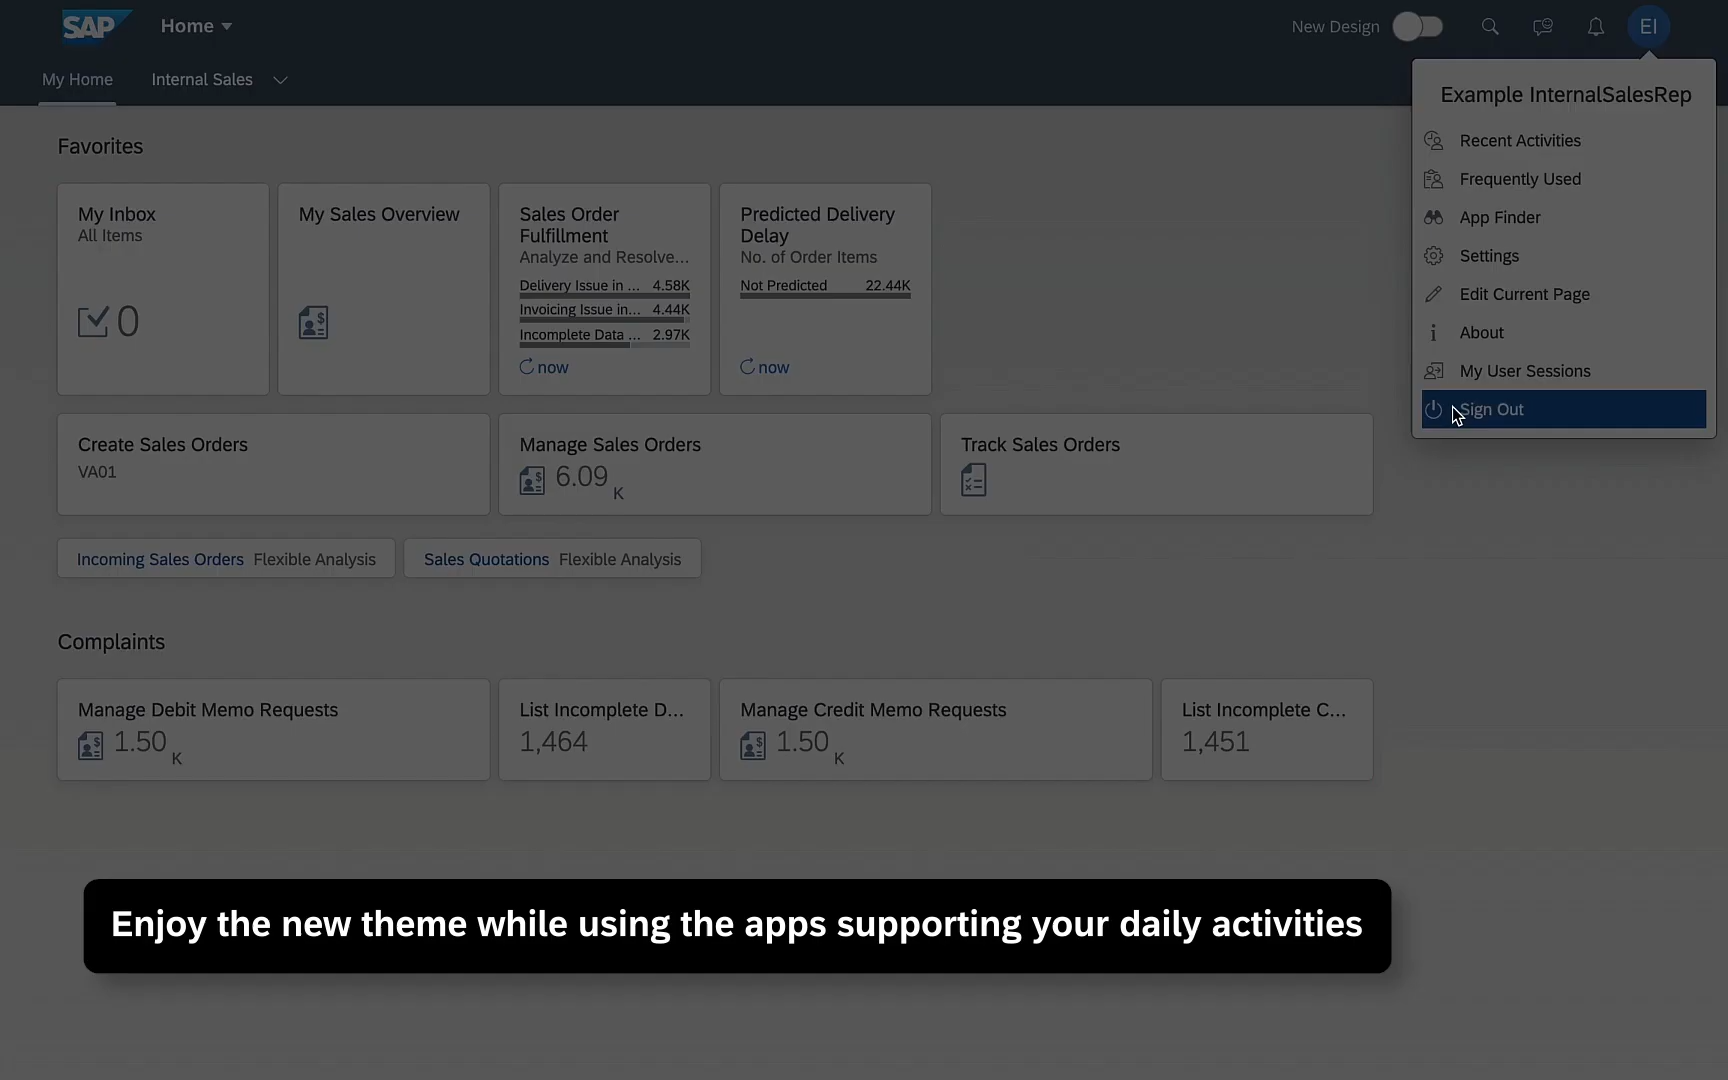 SAP
Home
New Design
EI
My Home
Internal Sales
Example InternalSalesRep
Recent Activities
Frequently Used
App Finder
Settings
Edit Current Page
About
My User Sessions
Sign Out
Favorites
My Inbox
All Items
0
My Sales Overview
Sales Order
Fulfillment
Analyze and Resolve...
Delivery Issue in ... 4.58K
Invoicing Issue in... 4.44K
Incomplete Data ... 2.97K
now
Predicted Delivery
Delay
No. of Order Items
Not Predicted 22.44K
now
Create Sales Orders
VA01
Manage Sales Orders
6.09 K
Track Sales Orders
Incoming Sales Orders Flexible Analysis
Sales Quotations Flexible Analysis
Complaints
Manage Debit Memo Requests
1.50 K
List Incomplete D...
1,464
Manage Credit Memo Requests
1.50 K
List Incomplete C...
1,451
Enjoy the new theme while using the apps supporting your daily activities